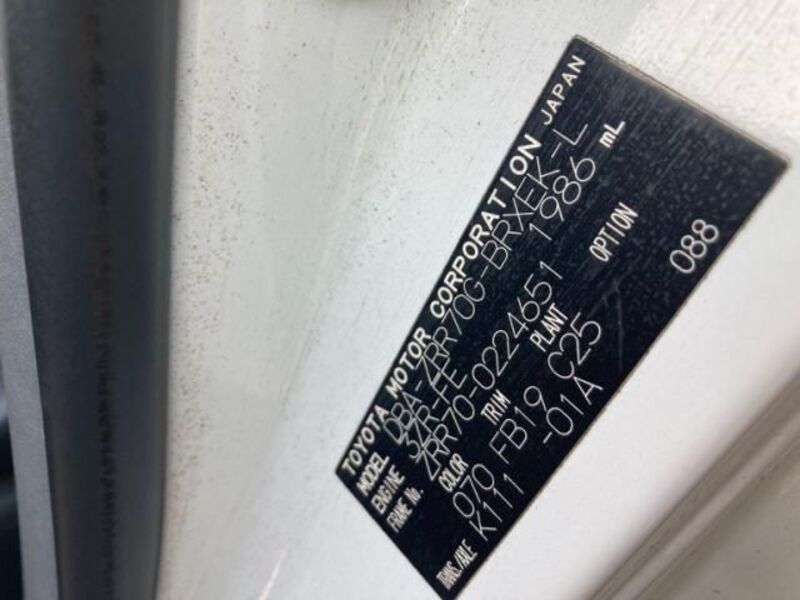 TOYOTA MOTOR CORPORATION JAPAN
MODEL DBA-ZRR70G-BRXEK-L
ENGINE 3ZR-FE 1986 mL
FRAME No. ZRR70-0224651
COLOR TRIM PLANT OPTION
070 FB19 C25 088
TRANS/AXLE K111 -01A